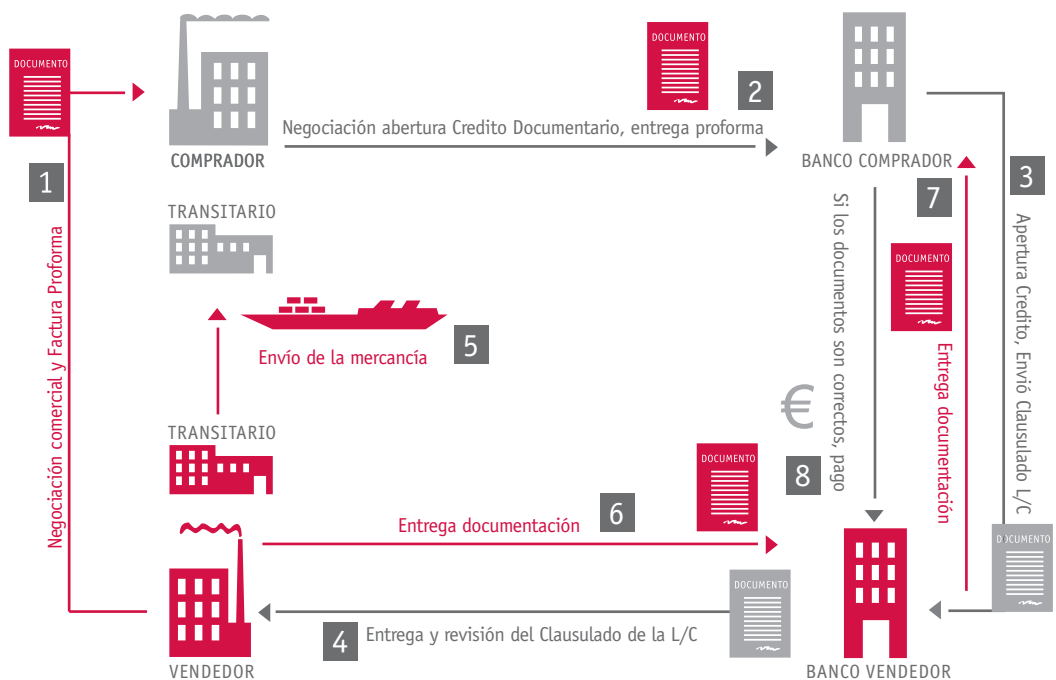 DOCUMENTO
1
Negociación comercial y Factura Proforma
COMPRADOR
DOCUMENTO
2
Negociación abertura Credito Documentario, entrega proforma
BANCO COMPRADOR
3
Apertura Credito, Envió Clausulado L/C
DOCUMENTO
TRANSITARIO
5
Envío de la mercancía
TRANSITARIO
7
DOCUMENTO
Entrega documentación
Si los documentos son correctos, pago
€
8
6
Entrega documentación
DOCUMENTO
4
Entrega y revisión del Clausulado de la L/C
DOCUMENTO
VENDEDOR
BANCO VENDEDOR